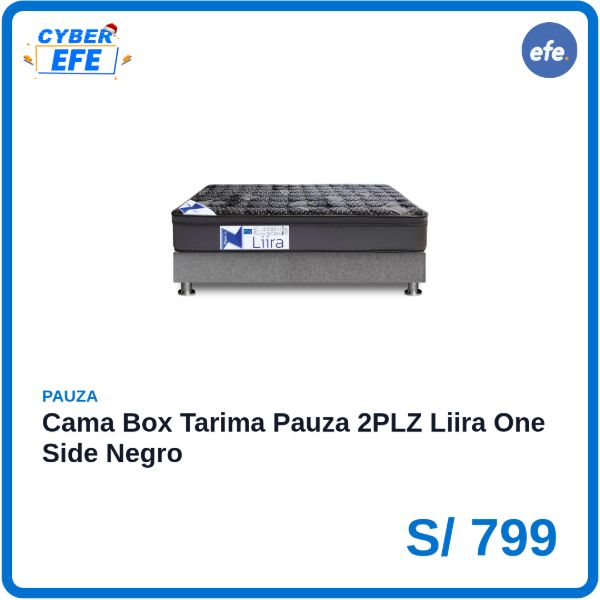 CYBER
EFE
efe.
Liira
PAUZA
Cama Box Tarima Pauza 2PLZ Liira One
Side Negro
S/ 799